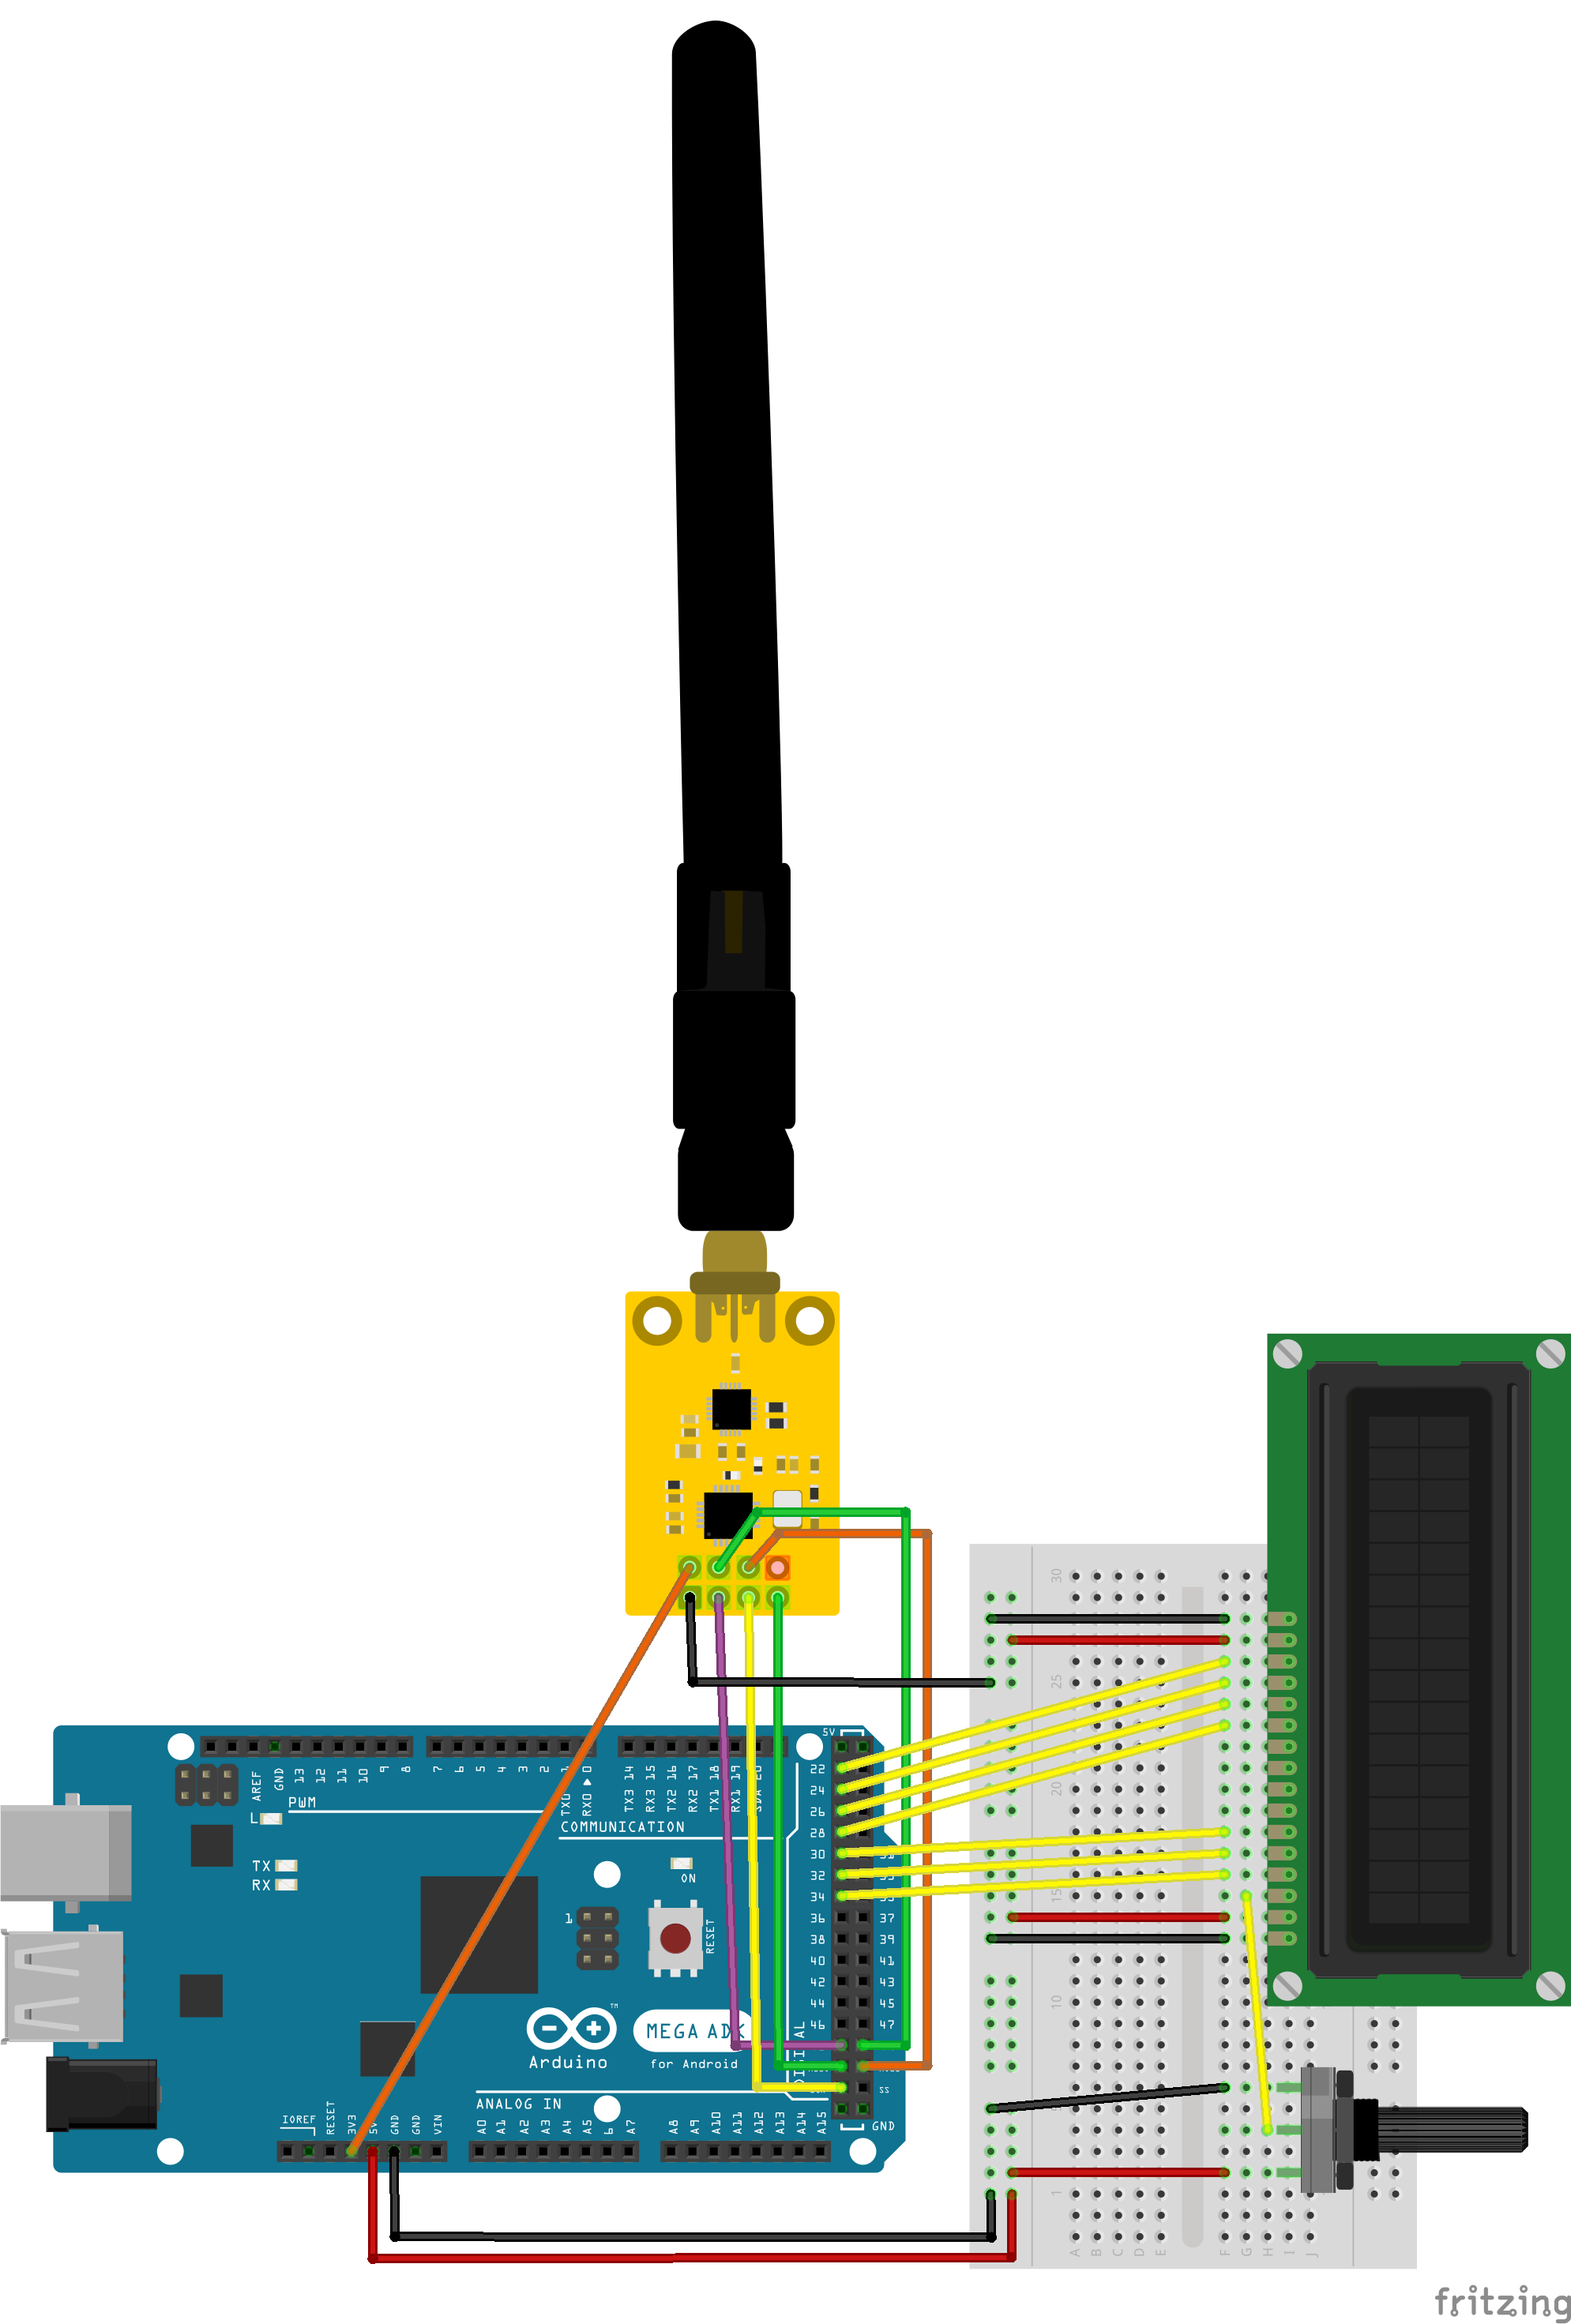 30
25
20
15
10
1
A B C D E F G H I J
5V
AREF GND 13 12 11 10 9 8 7 6 5 4 3 2 1 0
TX0 RX0
TX3 14 RX3 15 TX2 16 RX2 17 TX1 18 RX1 19 20
PWM
L
COMMUNICATION
TX
RX
ON
1
RESET
22
24
26
28
30
32
34
36 37
38 39
40 41
42 43
44 45
46 47
SS
GND
TM
Arduino
MEGA ADK
for Android
DIGITAL
ANALOG IN
IOREF RESET 3V3 5V GND GND VIN
A0 A1 A2 A3 A4 A5 6 A7
A8 A9 A10 A11 A12 A13 A14 A15
fritzing